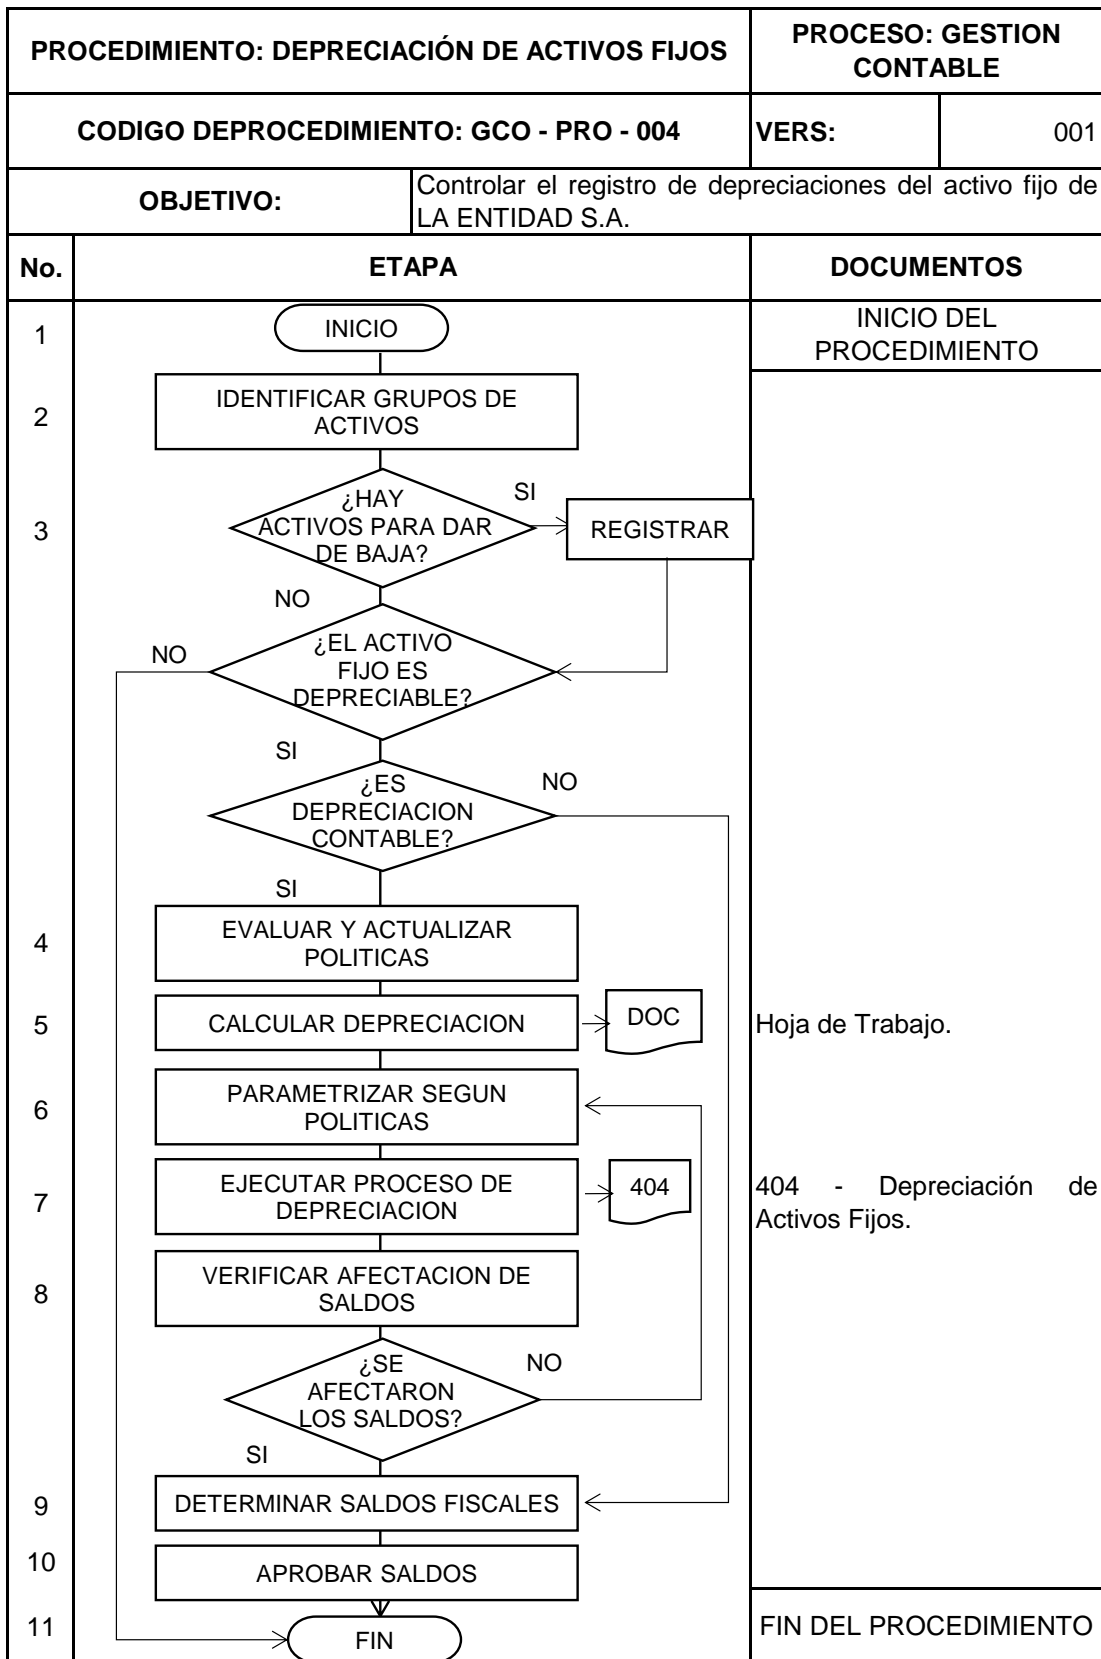 PROCEDIMIENTO: DEPRECIACIÓN DE ACTIVOS FIJOS
PROCESO: GESTION
CONTABLE
CODIGO DEPROCEDIMIENTO: GCO - PRO - 004
VERS:
001
OBJETIVO:
Controlar el registro de depreciaciones del activo fijo de
LA ENTIDAD S.A.
No.
ETAPA
DOCUMENTOS
1
INICIO
INICIO DEL
PROCEDIMIENTO
2
IDENTIFICAR GRUPOS DE
ACTIVOS
3
¿HAY
ACTIVOS PARA DAR
DE BAJA?
SI
REGISTRAR
NO
¿EL ACTIVO
FIJO ES
DEPRECIABLE?
NO
SI
¿ES
DEPRECIACION
CONTABLE?
NO
SI
4
EVALUAR Y ACTUALIZAR
POLITICAS
5
CALCULAR DEPRECIACION
DOC
Hoja de Trabajo.
6
PARAMETRIZAR SEGUN
POLITICAS
7
EJECUTAR PROCESO DE
DEPRECIACION
404
404 - Depreciación de
Activos Fijos.
8
VERIFICAR AFECTACION DE
SALDOS
¿SE
AFECTARON
LOS SALDOS?
NO
SI
9
DETERMINAR SALDOS FISCALES
10
APROBAR SALDOS
11
FIN
FIN DEL PROCEDIMIENTO